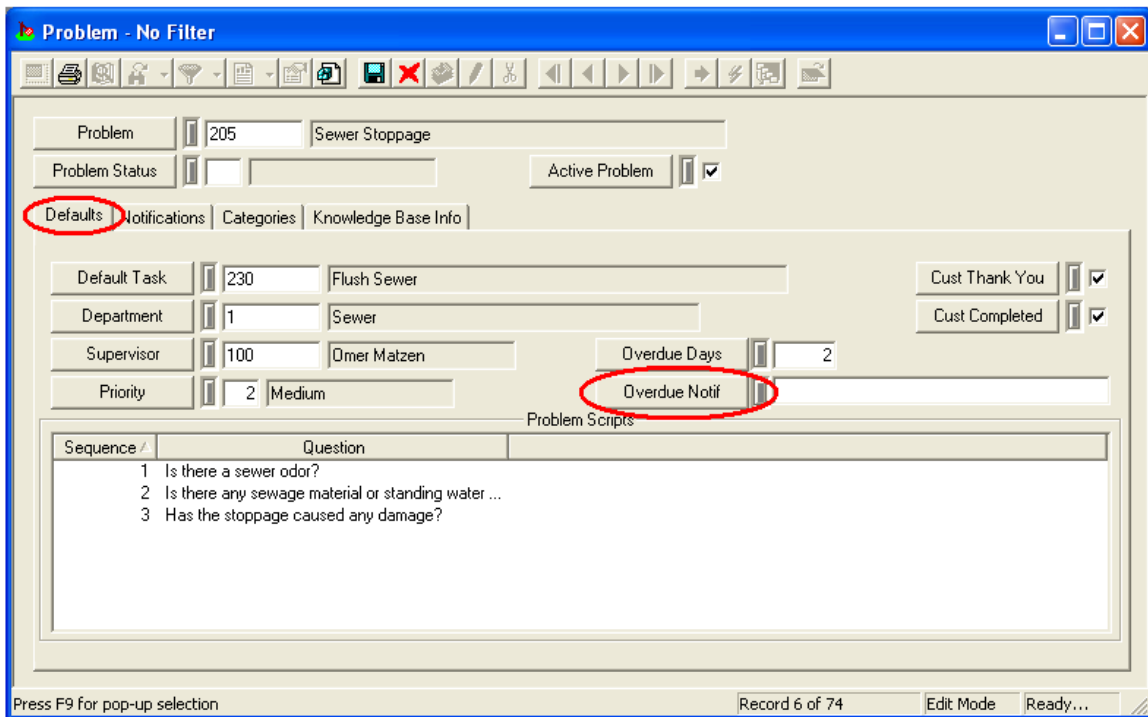 Problem - No Filter
Problem 205 Sewer Stoppage
Problem Status Active Problem
Defaults Notifications Categories Knowledge Base Info
Default Task 230 Flush Sewer Cust Thank You
Department 1 Sewer Cust Completed
Supervisor 100 Omer Matzen Overdue Days 2
Priority 2 Medium Overdue Notif
Problem Scripts
Sequence Question
1 Is there a sewer odor?
2 Is there any sewage material or standing water ...
3 Has the stoppage caused any damage?
Press F9 for pop-up selection Record 6 of 74 Edit Mode Ready...